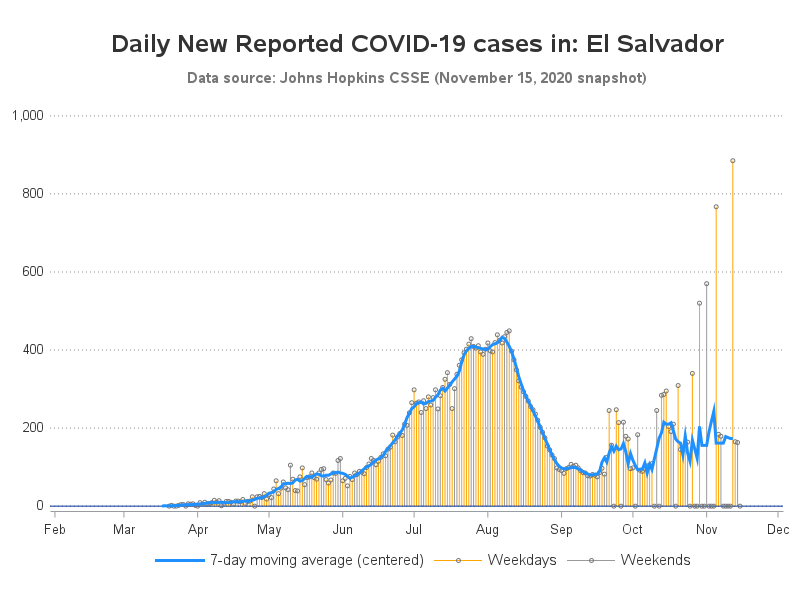 Daily New Reported COVID-19 cases in: El Salvador
Data source: Johns Hopkins CSSE (November 15, 2020 snapshot)
1,000
800
600
400
200
0
Feb Mar Apr May Jun Jul Aug Sep Oct Nov Dec
7-day moving average (centered) Weekdays Weekends